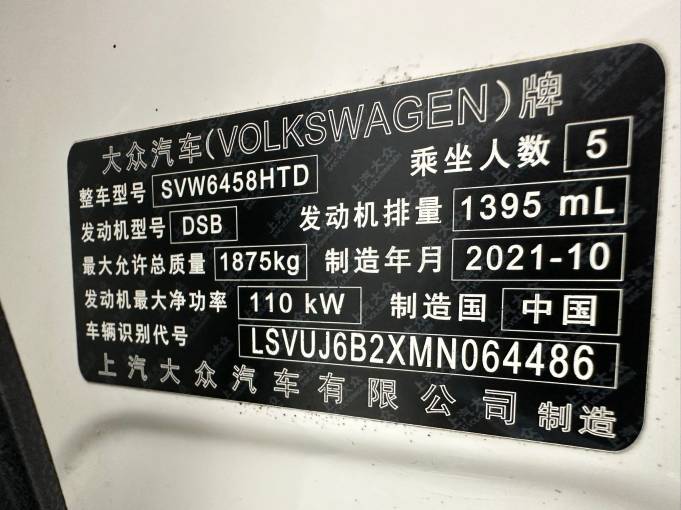 大众汽车(VOLKSWAGEN)牌
整车型号 SVW6458HTD 乘坐人数 5
发动机型号 DSB 发动机排量 1395 mL
最大允许总质量 1875kg 制造年月 2021-10
发动机最大净功率 110 kW 制造国 中国
车辆识别代号 LSVUJ6B2XMN064486
上汽大众汽车有限公司制造